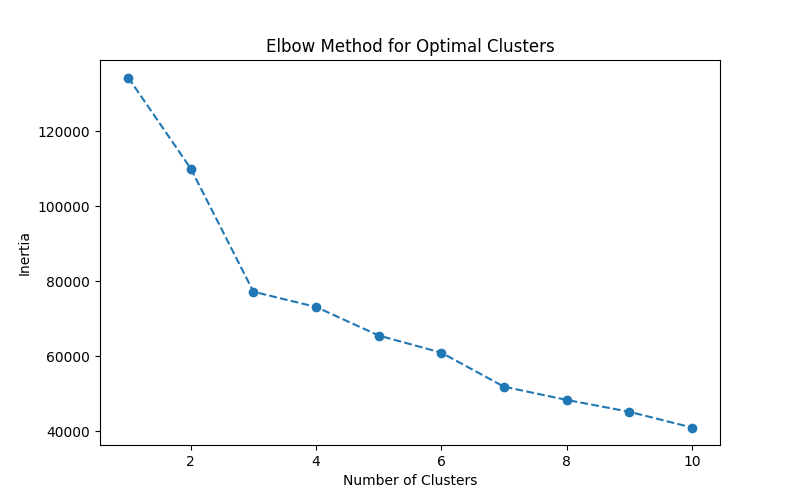 Elbow Method for Optimal Clusters
120000
100000
80000
60000
40000
Inertia
2 4 6 8 10
Number of Clusters